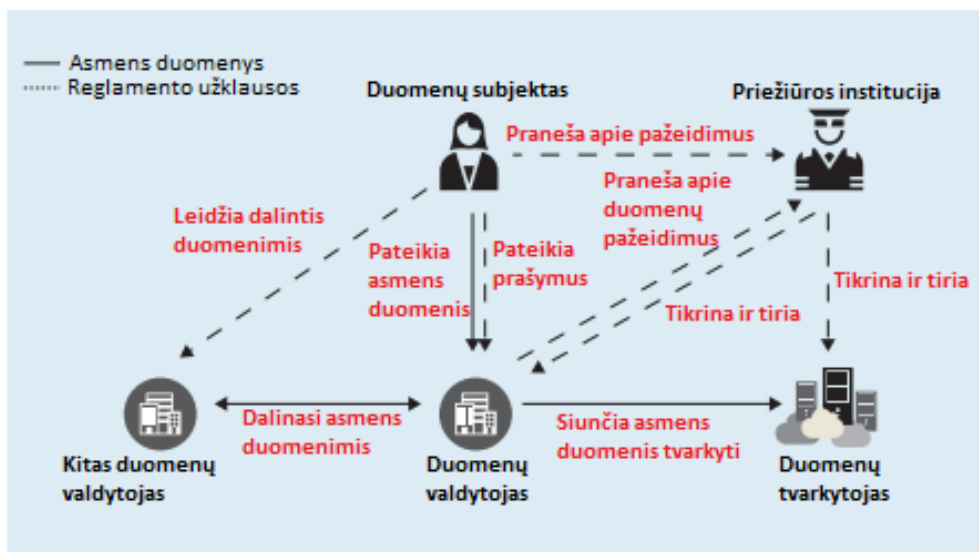 Asmens duomenys
Reglamento užklausos
Duomenų subjektas
Priežiūros institucija
Praneša apie pažeidimus
Praneša apie
duomenų
pažeidimus
Leidžia dalintis
duomenimis
Pateikia
asmens
duomenis
Pateikia
prašymus
Tikrina ir tiria
Tikrina ir tiria
Dalinasi asmens
duomenimis
Siunčia asmens
duomenis tvarkyti
Kitas duomenų
valdytojas
Duomenų
valdytojas
Duomenų
tvarkytojas